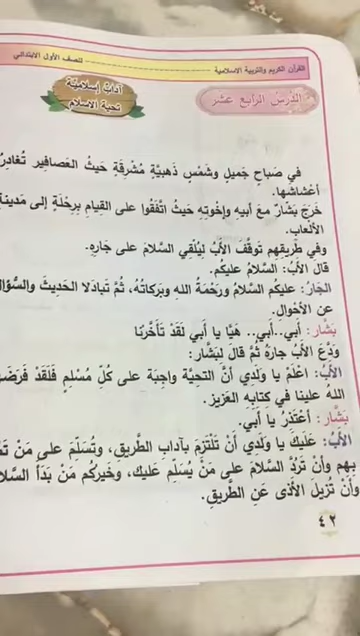 القرآن الكريم والتربية الاسلامية
للصف الأول الابتدائي
الدرس الرابع عشر
آداب إسلامية
تحية الاسلام
في صباح جميل وشمس ذهبية مشرقة حيث العصافير تغادر
أعشاشها.
خرج بشار مع أبيه وإخوته حيث اتفقوا على القيام برحلة إلى مدينة
الألعاب.
وفي طريقهم توقف الأب ليلقي السلام على جاره.
قال الأب: السلام عليكم.
الجار: عليكم السلام ورحمة الله وبركاته، ثم تبادلا الحديث والسؤال
عن الأحوال.
بشار: أبي..أبي.. هيا يا أبي لقد تأخرنا
ودع الأب جاره ثم قال لبشار:
الأب: اعلم يا ولدي أن التحية واجبة على كل مسلم فلقد فرضها
الله علينا في كتابه العزيز.
بشار: أعتذر يا أبي.
الأب: عليك يا ولدي أن تلتزم بآداب الطريق، وتسلم على من
بهم وأن ترد السلام على من يسلم عليك، وخيركم من بدأ السلام
وأن تزيل الأذى عن الطريق.
٤٢